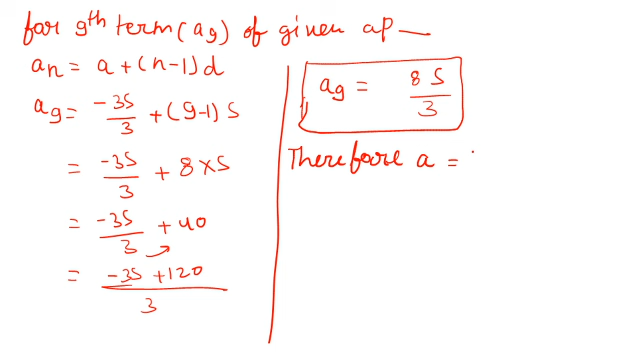 for 9th term (a9) of given AP —
an = a + (n-1) d
a9 = -35/3 + (9-1) 5
= -35/3 + 8 × 5
= -35/3 + 40
= -35 + 120 / 3
a9 = 85/3
Therefore a =